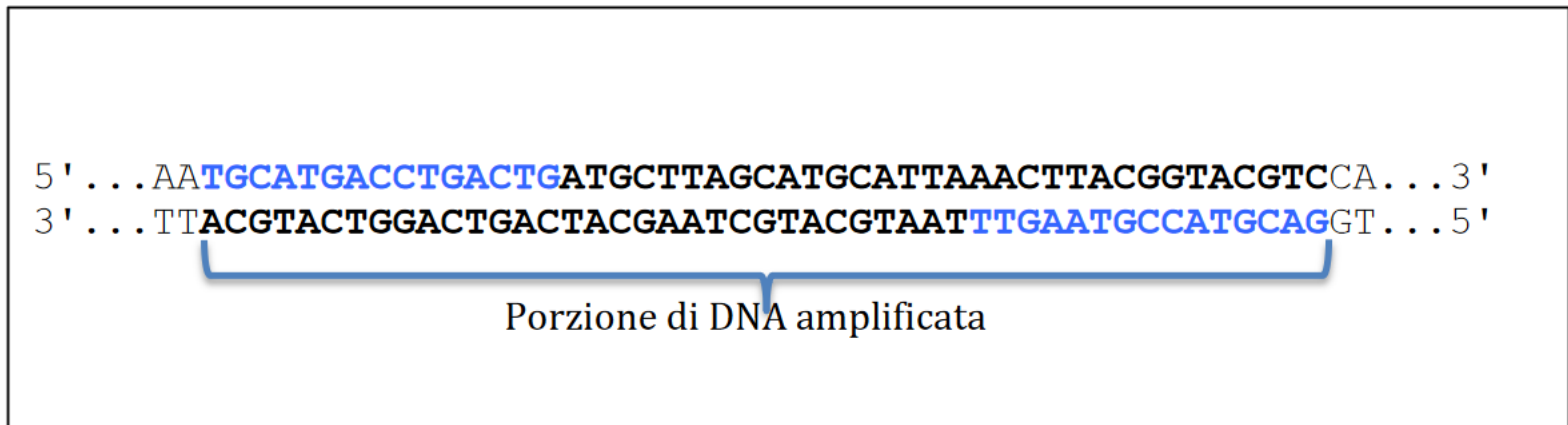 5'...AATGCATGACCTGACTGATGCTTAGCATGCATTAAACTTACGGTACGTCCA...3'
3'...TTACGTACTGGACTGACTACGAATCGTACGTAATTTGAATGCCATGCAGGT...5'
Porzione di DNA amplificata